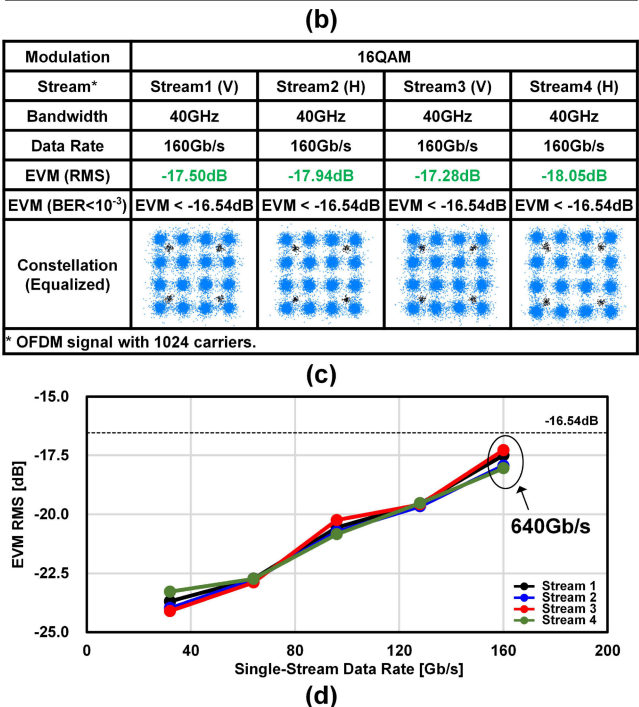 (b)
Modulation 16QAM
Stream* Stream1 (V) Stream2 (H) Stream3 (V) Stream4 (H)
Bandwidth 40GHz 40GHz 40GHz 40GHz
Data Rate 160Gb/s 160Gb/s 160Gb/s 160Gb/s
EVM (RMS) -17.50dB -17.94dB -17.28dB -18.05dB
EVM (BER<10-3) EVM < -16.54dB EVM < -16.54dB EVM < -16.54dB EVM < -16.54dB
Constellation
(Equalized)
* OFDM signal with 1024 carriers.
(c)
-15.0
-16.54dB
-17.5
EVM RMS [dB]
-20.0
640Gb/s
-22.5
Stream 1
Stream 2
Stream 3
Stream 4
-25.0
0 40 80 120 160 200
Single-Stream Data Rate [Gb/s]
(d)